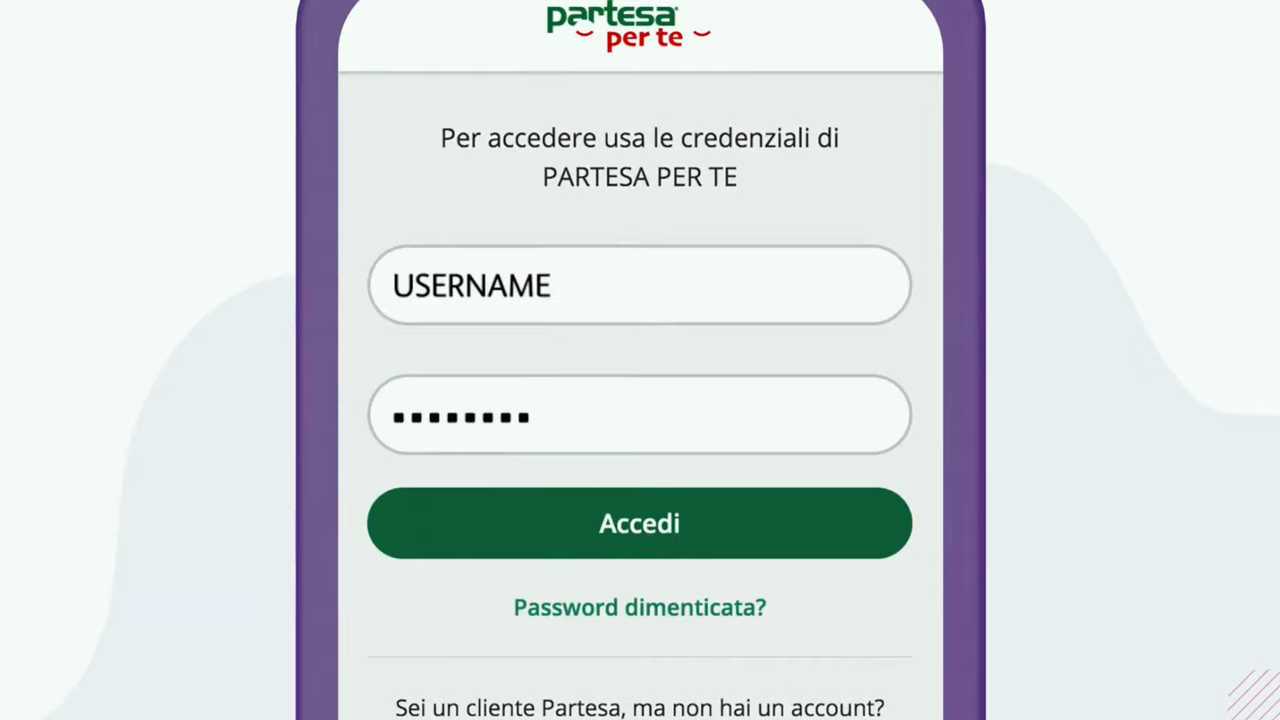 partesa
per te
Per accedere usa le credenziali di
PARTESA PER TE
USERNAME
Accedi
Password dimenticata?
Sei un cliente Partesa, ma non hai un account?